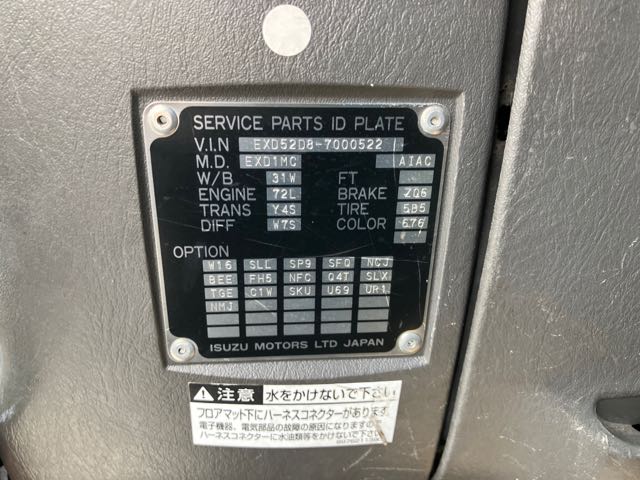 SERVICE PARTS ID PLATE
V.I.N EXD52D8-7000522
M.D. EXD1MC AIAC
W/B 31W FT
ENGINE 72L BRAKE ZQ6
TRANS Y4S TIRE 5B5
DIFF W7S COLOR 676
OPTION
W16 SLL SP9 SFQ NCJ
BEE FH5 NFC Q4T SLX
TGE C1W SKU U69 UR1
NMJ
ISUZU MOTORS LTD JAPAN
注意 水をかけないで下さい
フロアマット下にハーネスコネクターがあります。
電子機器、電気部品の故障の原因になりますので
ハーネスコネクターに水油類等をかけないで下さい。